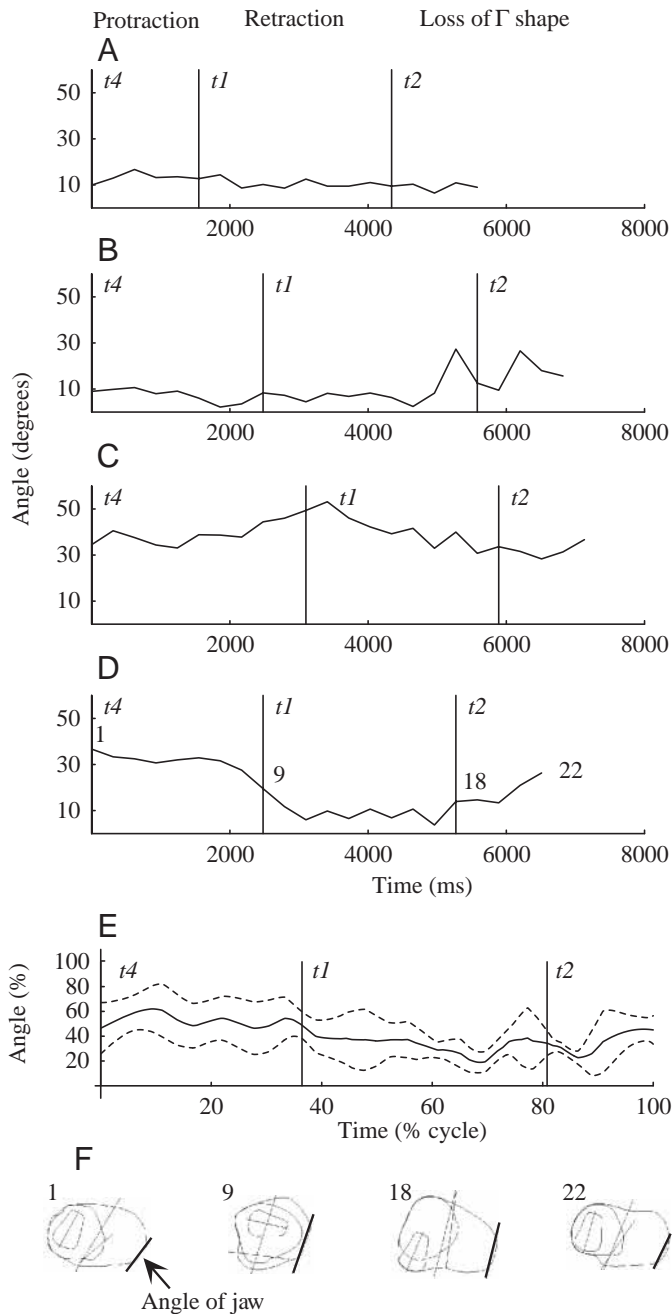 Protraction Retraction Loss of Γ shape
A
t4 t1 t2
50
30
10
2000 4000 6000 8000
B
t4 t1 t2
50
30
10
2000 4000 6000 8000
Angle (degrees)
C
t4 t1 t2
50
30
10
2000 4000 6000 8000
D
t4 t1 t2
50
30
10
1 9 18 22
2000 4000 6000 8000
Time (ms)
E
t4 t1 t2
100
80
60
40
20
Angle (%)
20 40 60 80 100
Time (% cycle)
F
1 9 18 22
Angle of jaw